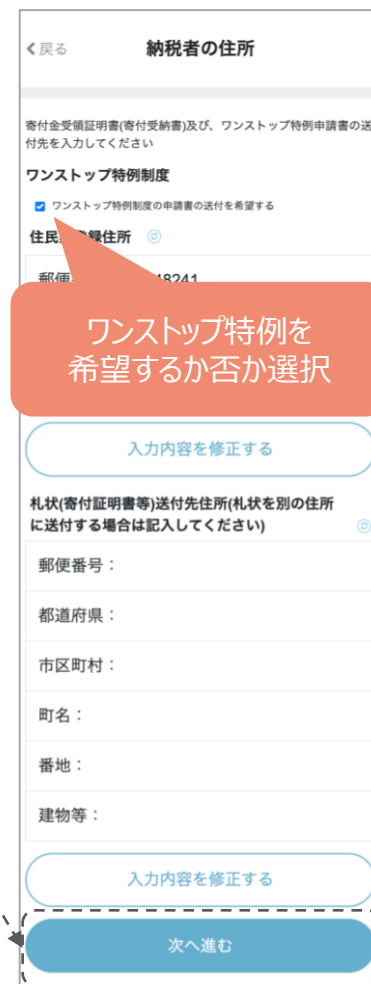 戻る
納税者の住所
寄付金受領証明書(寄付受納書)及び、ワンストップ特例申請書の送
付先を入力してください
ワンストップ特例制度
ワンストップ特例制度の申請書の送付を希望する
登録住所
8241
ワンストップ特例を
希望するか否か選択
入力内容を修正する
札状(寄付証明書等)送付先住所(札状を別の住所
に送付する場合は記入してください)
郵便番号：
都道府県：
市区町村：
町名：
番地：
建物等：
入力内容を修正する
次へ進む